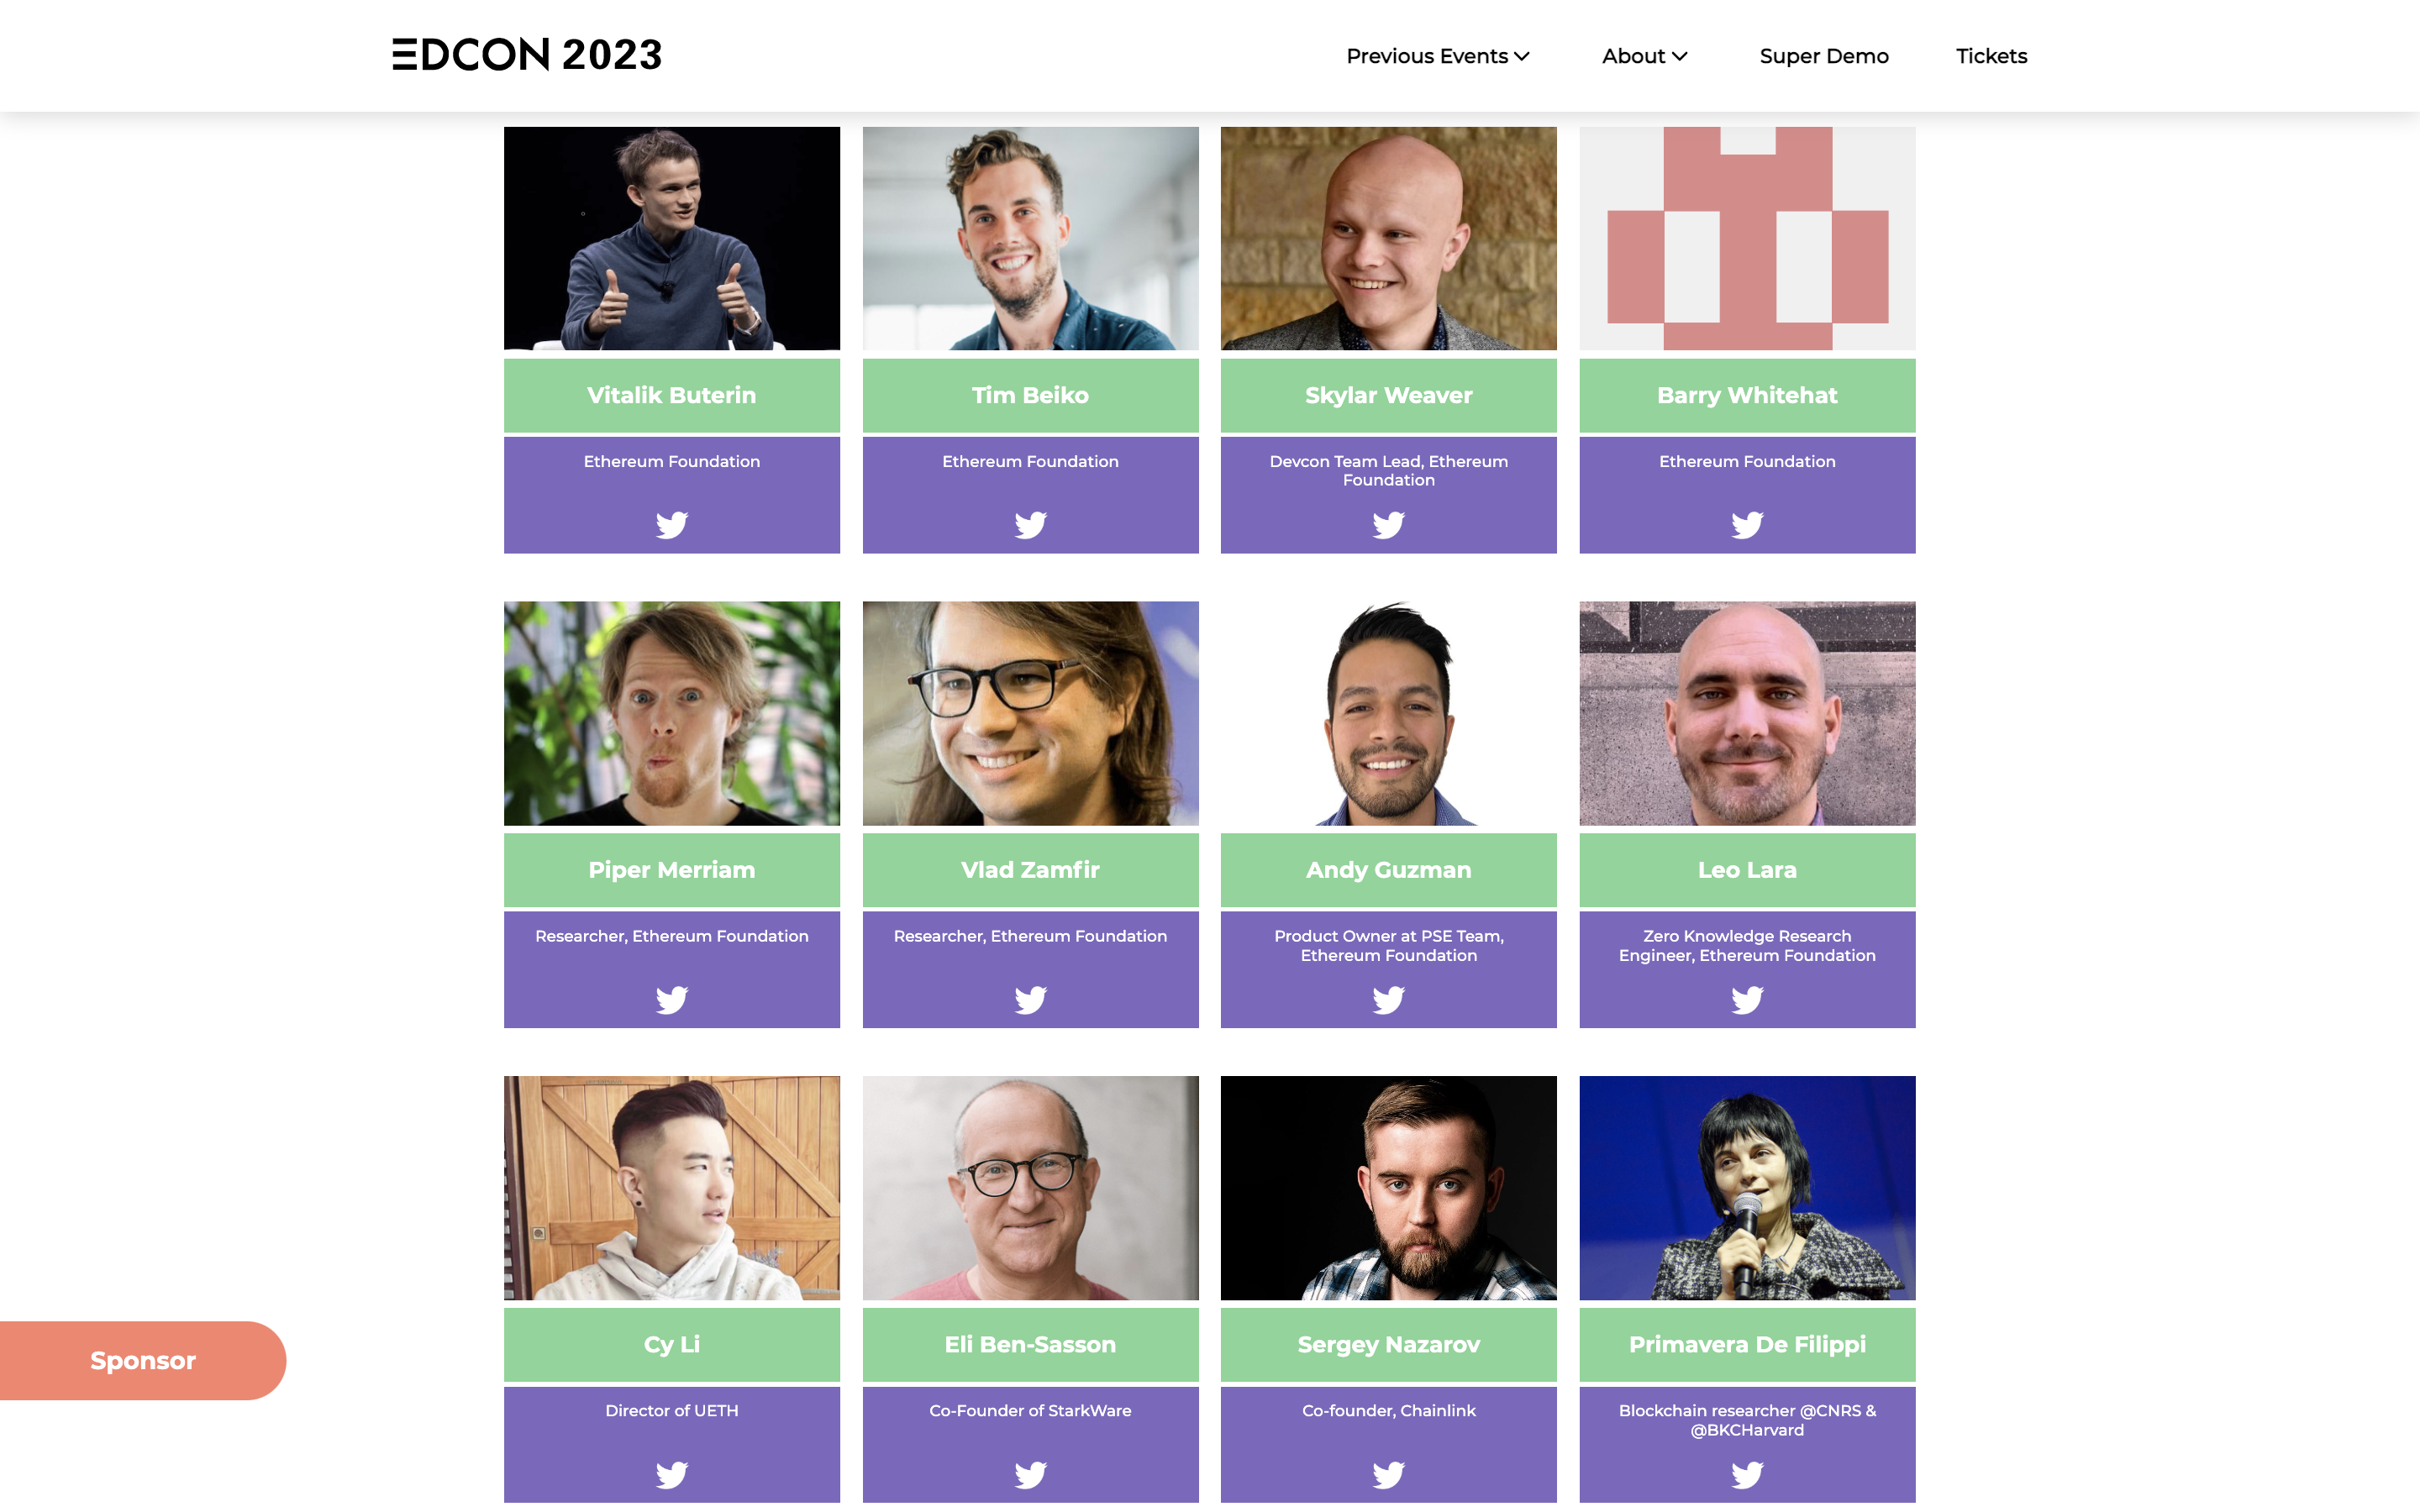 EDCON 2023
Previous Events
About
Super Demo
Tickets
Vitalik Buterin
Tim Beiko
Skylar Weaver
Barry Whitehat
Ethereum Foundation
Ethereum Foundation
Devcon Team Lead, Ethereum
Foundation
Ethereum Foundation
Piper Merriam
Vlad Zamfir
Andy Guzman
Leo Lara
Researcher, Ethereum Foundation
Researcher, Ethereum Foundation
Product Owner at PSE Team,
Ethereum Foundation
Zero Knowledge Research
Engineer, Ethereum Foundation
Cy Li
Eli Ben-Sasson
Sergey Nazarov
Primavera De Filippi
Sponsor
Director of UETH
Co-Founder of StarkWare
Co-founder, Chainlink
Blockchain researcher @CNRS &
@BKCHarvard